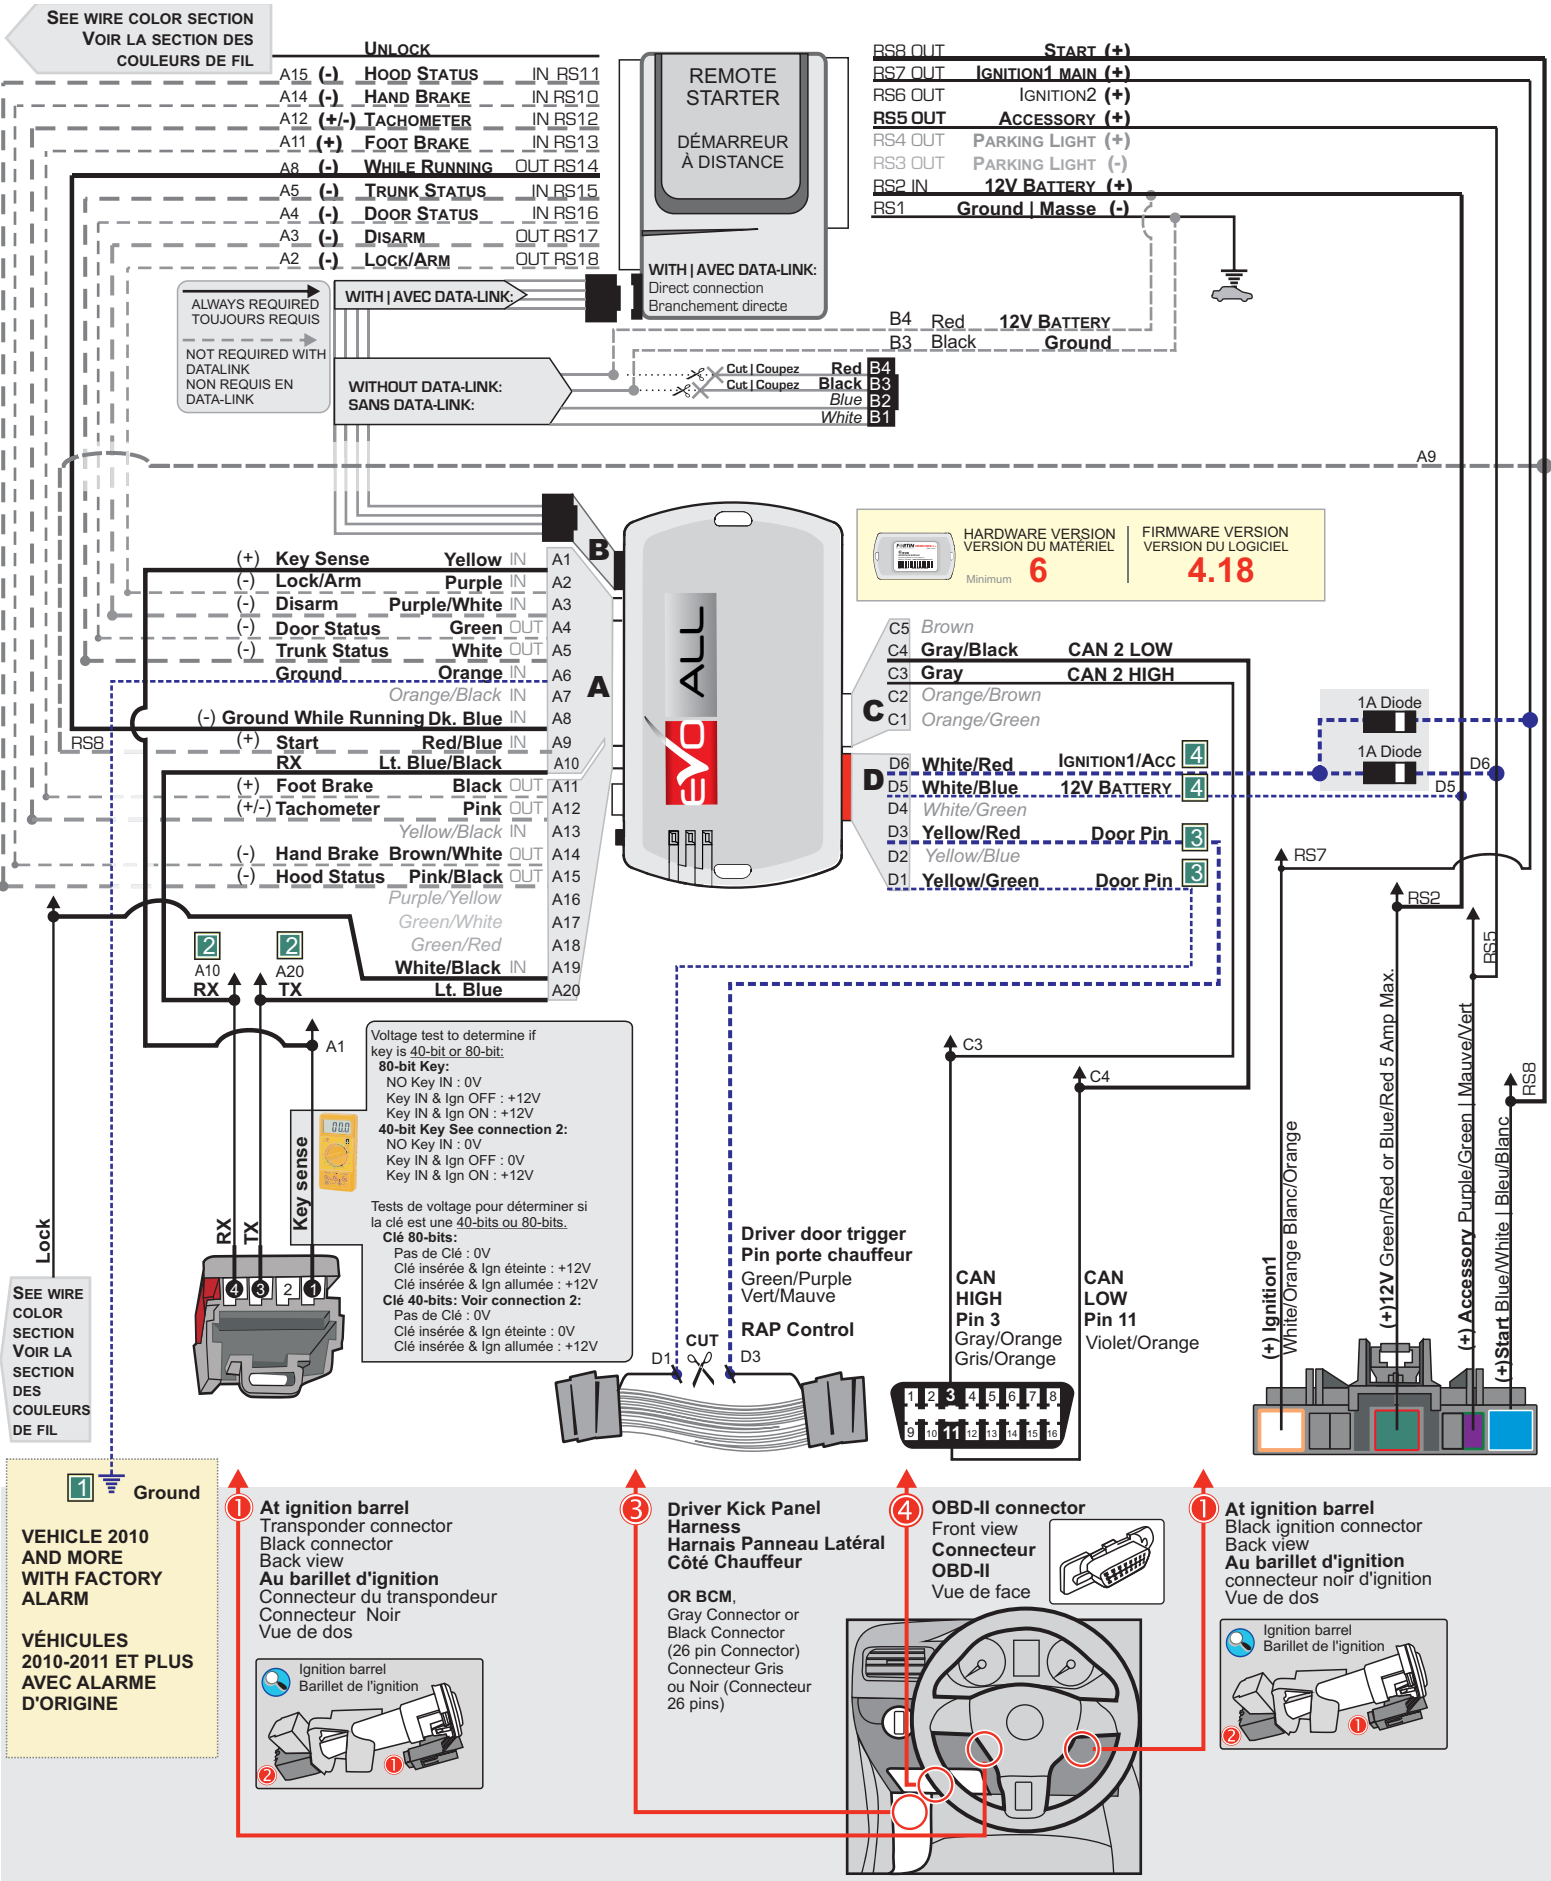 SEE WIRE COLOR SECTION
VOIR LA SECTION DES
COULEURS DE FIL
UNLOCK
A15 (-) HOOD STATUS IN RS11
A14 (-) HAND BRAKE IN RS10
A12 (+/-) TACHOMETER IN RS12
A11 (+) FOOT BRAKE IN RS13
A8 (-) WHILE RUNNING OUT RS14
A5 (-) TRUNK STATUS IN RS15
A4 (-) DOOR STATUS IN RS16
A3 (-) DISARM OUT RS17
A2 (-) LOCK/ARM OUT RS18
REMOTE
STARTER
DÉMARREUR
À DISTANCE
WITH | AVEC DATA-LINK:
Direct connection
Branchement directe
RS8 OUT START (+)
RS7 OUT IGNITION1 MAIN (+)
RS6 OUT IGNITION2 (+)
RS5 OUT ACCESSORY (+)
RS4 OUT PARKING LIGHT (+)
RS3 OUT PARKING LIGHT (-)
RS2 IN 12V BATTERY (+)
RS1 Ground | Masse (-)
ALWAYS REQUIRED
TOUJOURS REQUIS
NOT REQUIRED WITH
DATALINK
NON REQUIS EN
DATA-LINK
WITH | AVEC DATA-LINK:
WITHOUT DATA-LINK:
SANS DATA-LINK:
B4 Red 12V BATTERY
B3 Black Ground
Cut | Coupez Red B4
Cut | Coupez Black B3
Blue B2
White B1
A9
HARDWARE VERSION
VERSION DU MATÉRIEL
Minimum 6
FIRMWARE VERSION
VERSION DU LOGICIEL
4.18
B
A
C
D
EVO ALL
(+) Key Sense Yellow IN A1
(-) Lock/Arm Purple IN A2
(-) Disarm Purple/White IN A3
(-) Door Status Green OUT A4
(-) Trunk Status White OUT A5
Ground Orange IN A6
Orange/Black IN A7
(-) Ground While Running Dk. Blue IN A8
RS8 (+) Start Red/Blue IN A9
RX Lt. Blue/Black A10
(+) Foot Brake Black OUT A11
(+/-) Tachometer Pink OUT A12
Yellow/Black IN A13
(-) Hand Brake Brown/White OUT A14
(-) Hood Status Pink/Black OUT A15
Purple/Yellow A16
Green/White A17
Green/Red A18
White/Black IN A19
Lt. Blue A20
C5 Brown
C4 Gray/Black CAN 2 LOW
C3 Gray CAN 2 HIGH
C2 Orange/Brown
C1 Orange/Green
D6 White/Red IGNITION1/ACC 4
D5 White/Blue 12V BATTERY 4
D4 White/Green
D3 Yellow/Red Door Pin 3
D2 Yellow/Blue
D1 Yellow/Green Door Pin 3
1A Diode
1A Diode
D6
D5
RS7
RS2
RS5
RS8
2
A10
RX
2
A20
TX
A1
Voltage test to determine if
key is 40-bit or 80-bit:
80-bit Key:
NO Key IN : 0V
Key IN & Ign OFF : +12V
Key IN & Ign ON : +12V
40-bit Key See connection 2:
NO Key IN : 0V
Key IN & Ign OFF : 0V
Key IN & Ign ON : +12V
Tests de voltage pour déterminer si
la clé est une 40-bits ou 80-bits.
Clé 80-bits:
Pas de Clé : 0V
Clé insérée & Ign éteinte : +12V
Clé insérée & Ign allumée : +12V
Clé 40-bits: Voir connection 2:
Pas de Clé : 0V
Clé insérée & Ign éteinte : 0V
Clé insérée & Ign allumée : +12V
00.0
Key sense
RX
TX
4 3 2 1
Lock
SEE WIRE
COLOR
SECTION
VOIR LA
SECTION
DES
COULEURS
DE FIL
Driver door trigger
Pin porte chauffeur
Green/Purple
Vert/Mauve
RAP Control
D1 CUT D3
C3
C4
CAN
HIGH
Pin 3
Gray/Orange
Gris/Orange
CAN
LOW
Pin 11
Violet/Orange
1 2 3 4 5 6 7 8
9 10 11 12 13 14 15 16
(+) Ignition1
White/Orange Blanc/Orange
(+)12V Green/Red or Blue/Red 5 Amp Max.
(+) Accessory Purple/Green | Mauve/Vert
(+)Start Blue/White | Bleu/Blanc
1 Ground
VEHICLE 2010
AND MORE
WITH FACTORY
ALARM
VÉHICULES
2010-2011 ET PLUS
AVEC ALARME
D'ORIGINE
1 At ignition barrel
Transponder connector
Black connector
Back view
Au barillet d'ignition
Connecteur du transpondeur
Connecteur Noir
Vue de dos
Ignition barrel
Barillet de l'ignition
1
2
3 Driver Kick Panel
Harness
Harnais Panneau Latéral
Côté Chauffeur
OR BCM,
Gray Connector or
Black Connector
(26 pin Connector)
Connecteur Gris
ou Noir (Connecteur
26 pins)
4 OBD-II connector
Front view
Connecteur
OBD-II
Vue de face
1 At ignition barrel
Black ignition connector
Back view
Au barillet d'ignition
connecteur noir d'ignition
Vue de dos
Ignition barrel
Barillet de l'ignition
1
2